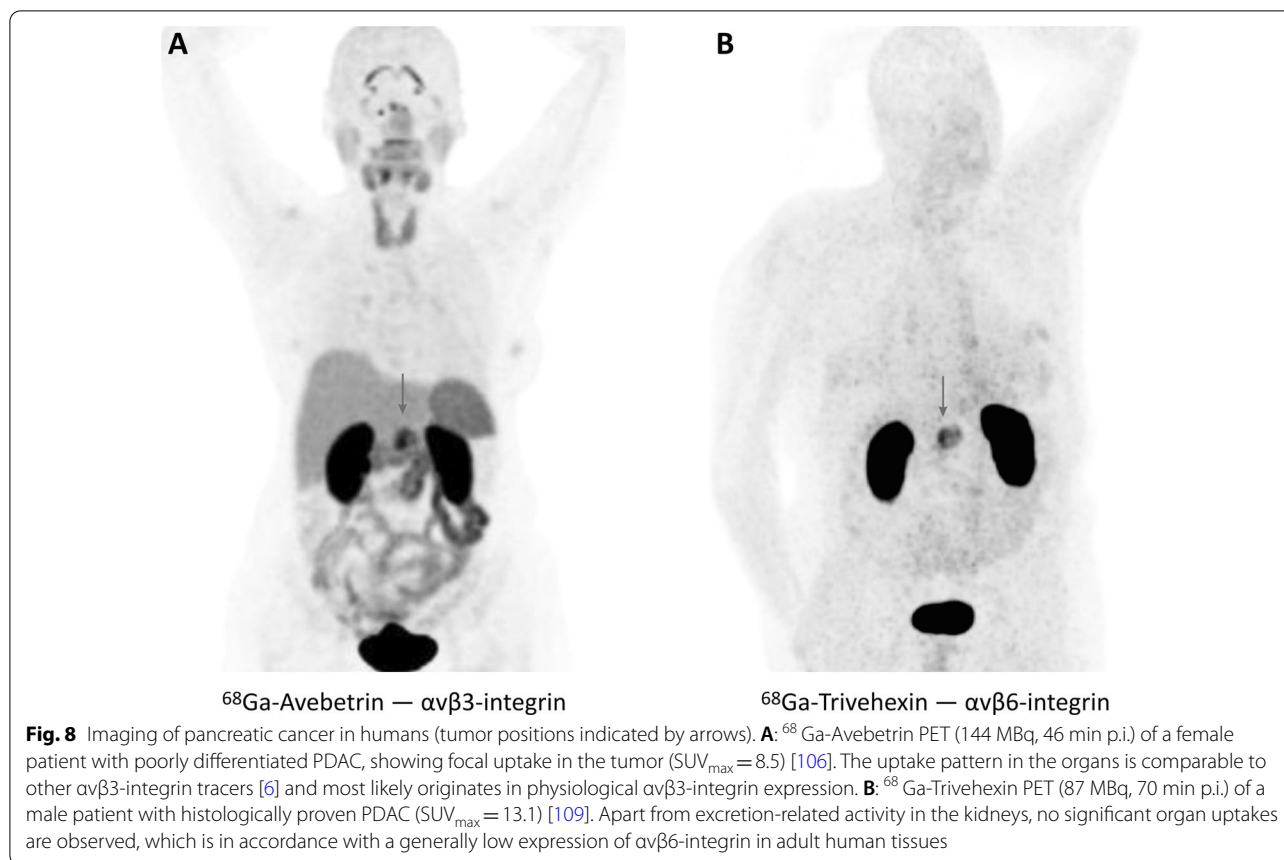 A
B
⁶⁸Ga-Avebetrin — αvβ3-integrin
⁶⁸Ga-Trivehexin — αvβ6-integrin
Fig. 8 Imaging of pancreatic cancer in humans (tumor positions indicated by arrows). A: ⁶⁸ Ga-Avebetrin PET (144 MBq, 46 min p.i.) of a female
patient with poorly differentiated PDAC, showing focal uptake in the tumor (SUVmax = 8.5) [106]. The uptake pattern in the organs is comparable to
other αvβ3-integrin tracers [6] and most likely originates in physiological αvβ3-integrin expression. B: ⁶⁸ Ga-Trivehexin PET (87 MBq, 70 min p.i.) of a
male patient with histologically proven PDAC (SUVmax = 13.1) [109]. Apart from excretion-related activity in the kidneys, no significant organ uptakes
are observed, which is in accordance with a generally low expression of αvβ6-integrin in adult human tissues